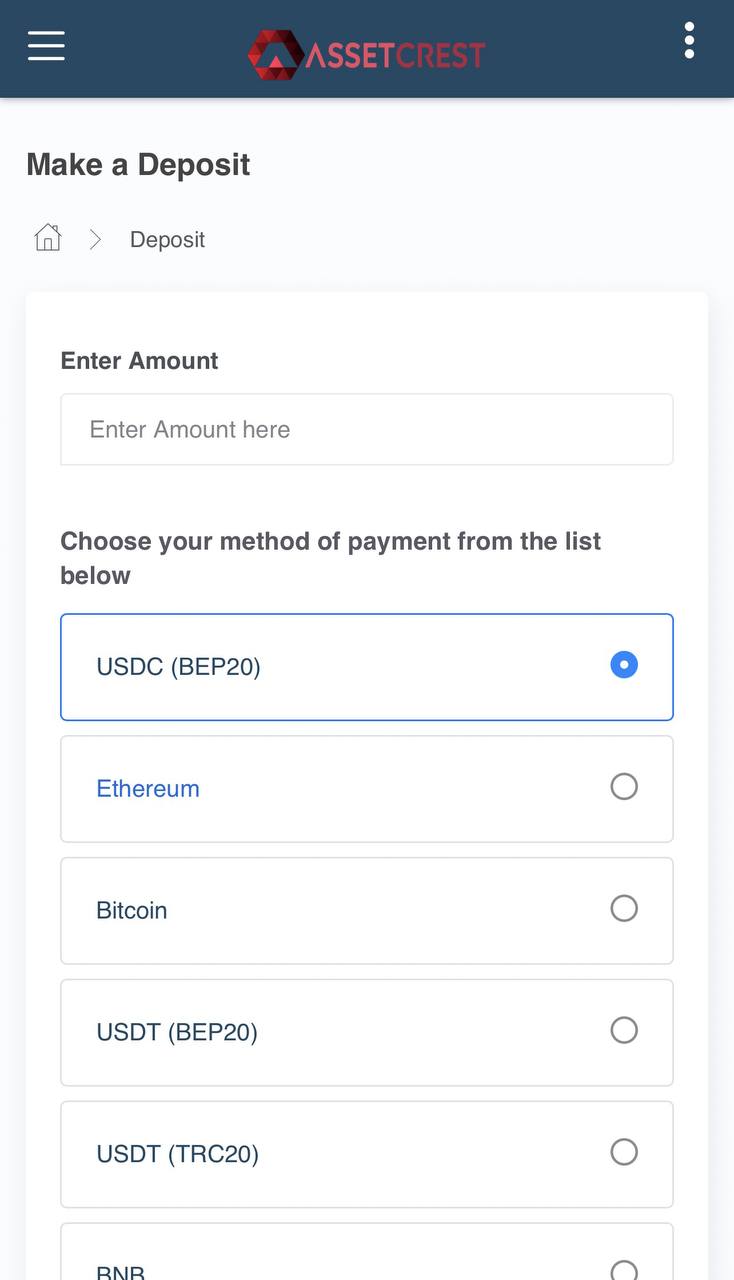 ASSETCREST
Make a Deposit
Deposit
Enter Amount
Enter Amount here
Choose your method of payment from the list
below
USDC (BEP20)
Ethereum
Bitcoin
USDT (BEP20)
USDT (TRC20)
BNB